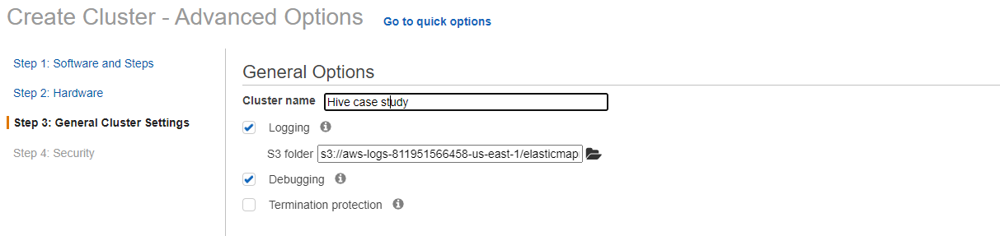 Create Cluster - Advanced Options Go to quick options
Step 1: Software and Steps
Step 2: Hardware
Step 3: General Cluster Settings
Step 4: Security
General Options
Cluster name Hive case study
Logging
S3 folder s3://aws-logs-811951566458-us-east-1/elasticmap
Debugging
Termination protection